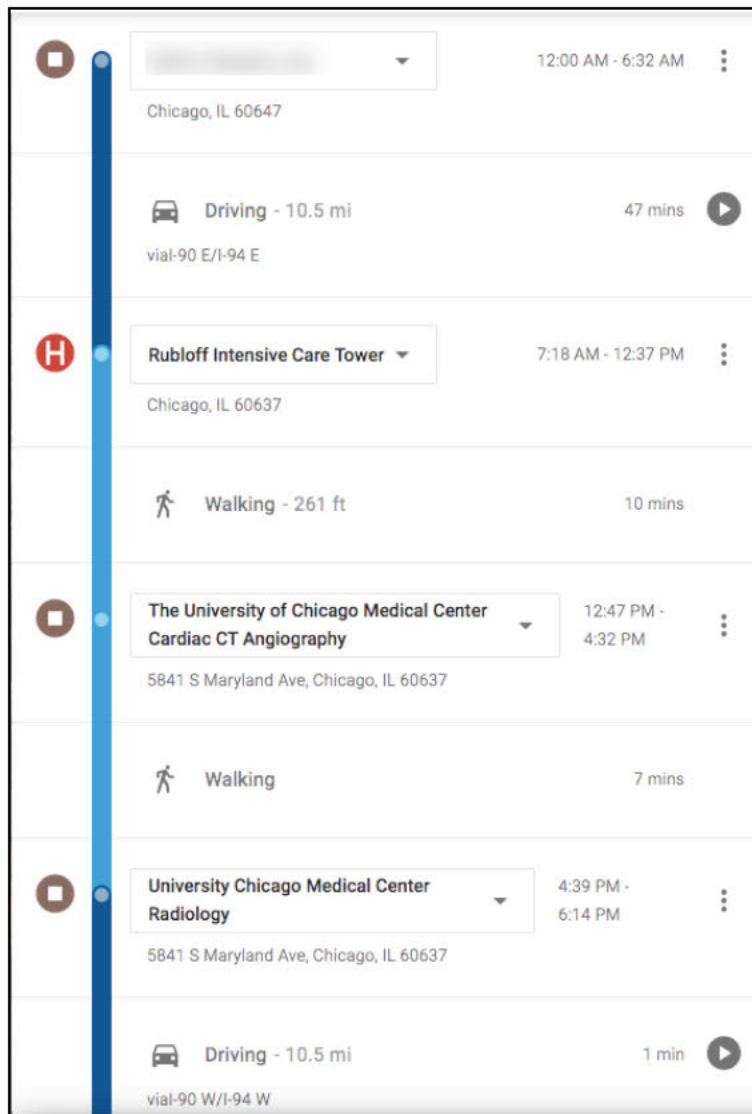 12:00 AM - 6:32 AM
Chicago, IL 60647
Driving - 10.5 mi
47 mins
vial-90 E/I-94 E
H
Rubloff Intensive Care Tower
7:18 AM - 12:37 PM
Chicago, IL 60637
Walking - 261 ft
10 mins
The University of Chicago Medical Center
Cardiac CT Angiography
12:47 PM -
4:32 PM
5841 S Maryland Ave, Chicago, IL 60637
Walking
7 mins
University Chicago Medical Center
Radiology
4:39 PM -
6:14 PM
5841 S Maryland Ave, Chicago, IL 60637
Driving - 10.5 mi
1 min
vial-90 W/I-94 W